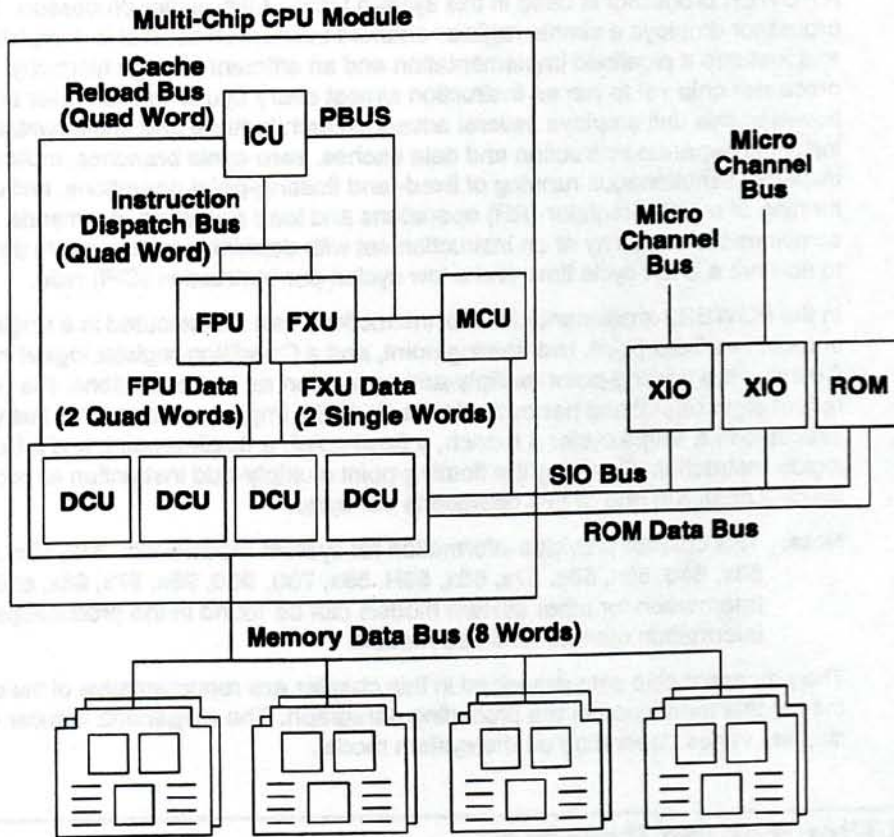 Multi-Chip CPU Module
ICache
Reload Bus
(Quad Word)
ICU
PBUS
Instruction
Dispatch Bus
(Quad Word)
Micro
Channel
Bus
Micro
Channel
Bus
FPU
FXU
MCU
FPU Data
(2 Quad Words)
FXU Data
(2 Single Words)
XIO
XIO
ROM
DCU
DCU
DCU
DCU
SIO Bus
ROM Data Bus
Memory Data Bus (8 Words)